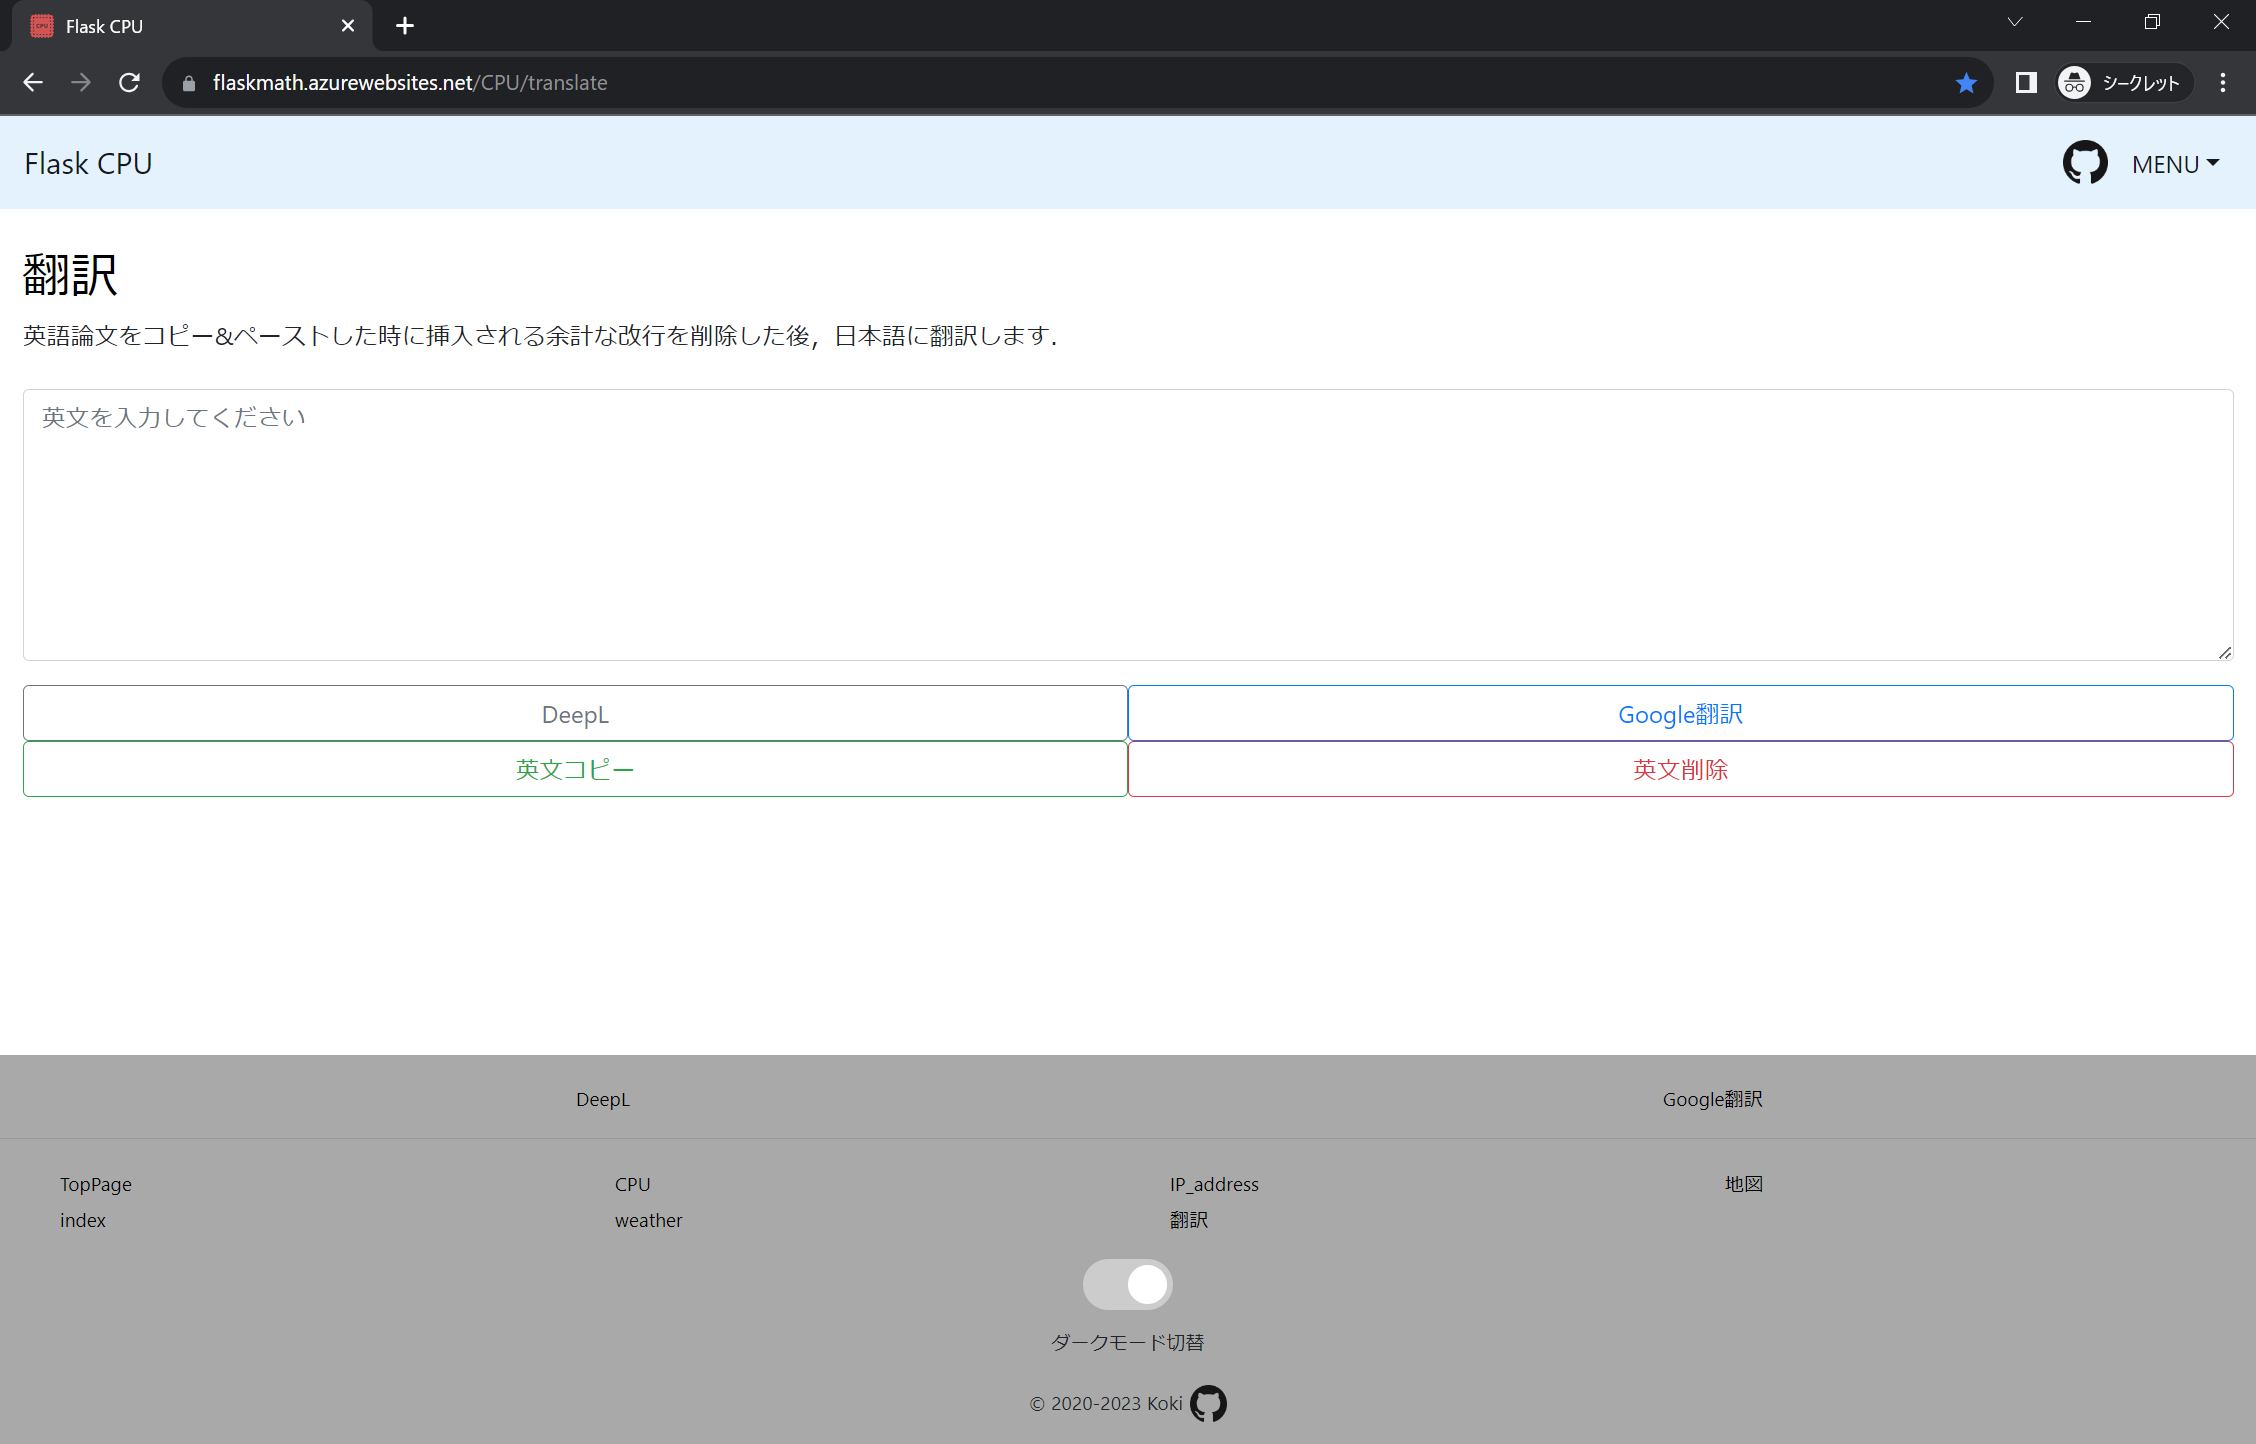 Flask CPU
flaskmath.azurewebsites.net/CPU/translate
シークレット
Flask CPU
MENU
翻訳
英語論文をコピー&ペーストした時に挿入される余計な改行を削除した後，日本語に翻訳します．
英文を入力してください
DeepL
Google翻訳
英文コピー
英文削除
DeepL
Google翻訳
TopPage
CPU
IP_address
地図
index
weather
翻訳
ダークモード切替
© 2020-2023 Koki